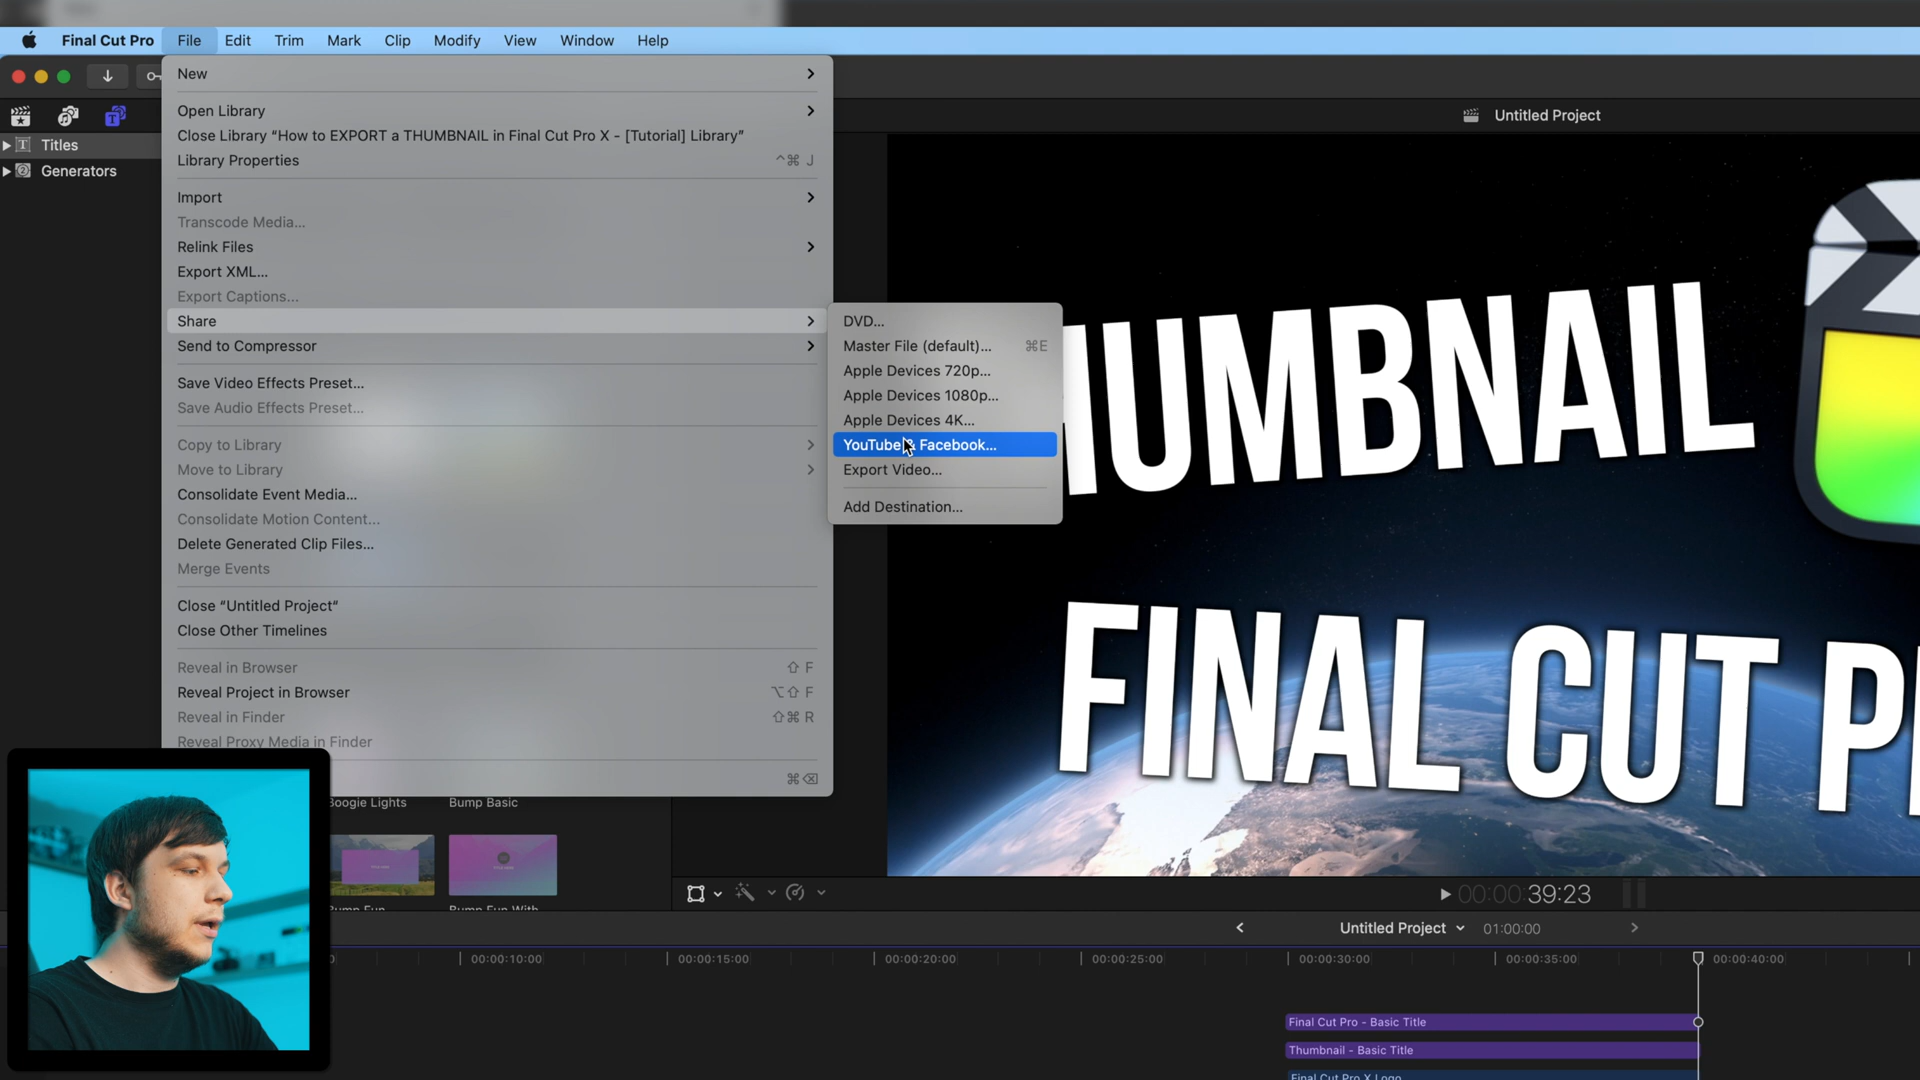 Final Cut Pro File Edit Trim Mark Clip Modify View Window Help
New
Open Library
Close Library “How to EXPORT a THUMBNAIL in Final Cut Pro X - [Tutorial] Library”
Library Properties ^⌘ J
Import
Transcode Media...
Relink Files
Export XML...
Export Captions...
Share
Send to Compressor
Save Video Effects Preset...
Save Audio Effects Preset...
Copy to Library
Move to Library
Consolidate Event Media...
Consolidate Motion Content...
Delete Generated Clip Files...
Merge Events
Close “Untitled Project”
Close Other Timelines
Reveal in Browser ⇧ F
Reveal Project in Browser ⌥⇧ F
Reveal in Finder ⇧⌘ R
Reveal Proxy Media in Finder
⌘⌫
DVD...
Master File (default)... ⌘E
Apple Devices 720p...
Apple Devices 1080p...
Apple Devices 4K...
YouTube & Facebook...
Export Video...
Add Destination...
Titles
Generators
Untitled Project
HUMBNAIL
FINAL CUT P
Boogie Lights Bump Basic
Bump Fun Bump Fun With
00:00:39:23
Untitled Project 01:00:00
00:00:10:00 00:00:15:00 00:00:20:00 00:00:25:00 00:00:30:00 00:00:35:00 00:00:40:00
Final Cut Pro - Basic Title
Thumbnail - Basic Title
Final Cut Pro X Logo